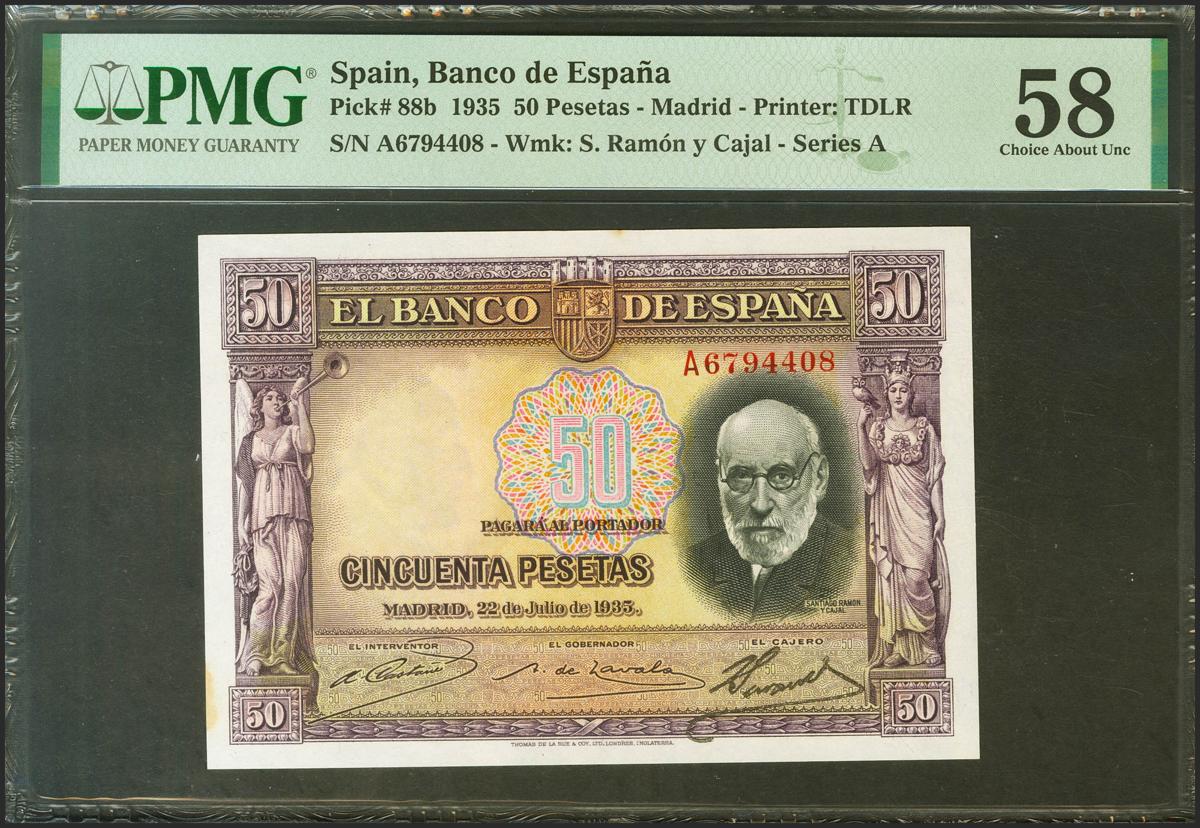 PMG®
PAPER MONEY GUARANTY
Spain, Banco de España
Pick# 88b 1935 50 Pesetas - Madrid - Printer: TDLR
S/N A6794408 - Wmk: S. Ramón y Cajal - Series A
58
Choice About Unc
50
EL BANCO DE ESPAÑA
50
A6794408
50
PAGARÁ AL PORTADOR
CINCUENTA PESETAS
MADRID, 22 de Julio de 1935.
SANTIAGO RAMON
Y CAJAL
EL INTERVENTOR
EL GOBERNADOR
EL CAJERO
A. de Zavala
50
50
THOMAS DE LA RUE & COY, LTD, LONDRES, INGLATERRA.